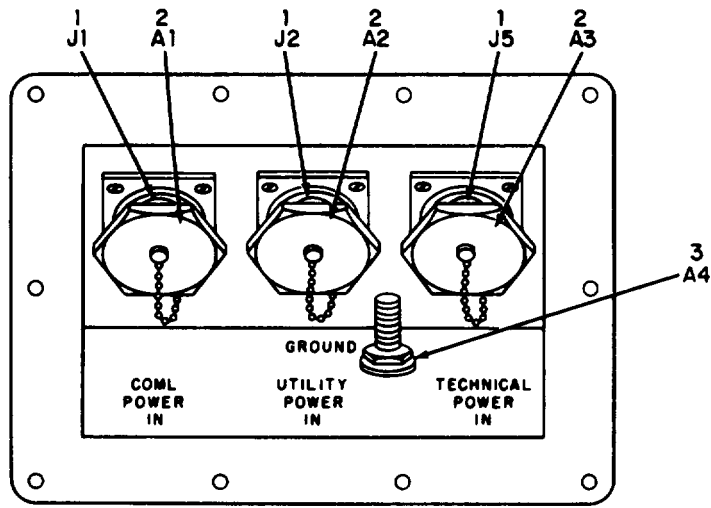 1 2 1 2 1 2
J1 A1 J2 A2 J5 A3
3
A4
GROUND
COML UTILITY TECHNICAL
POWER POWER POWER
IN IN IN